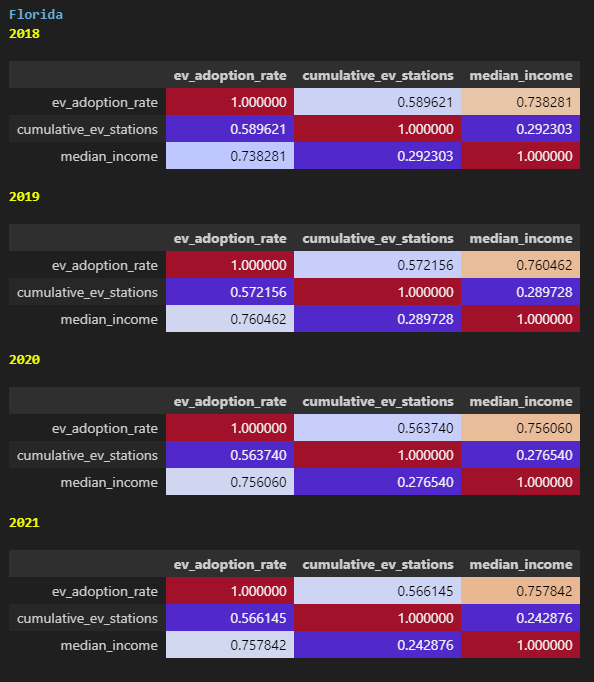 Florida
2018
ev_adoption_rate cumulative_ev_stations median_income
ev_adoption_rate 1.000000 0.589621 0.738281
cumulative_ev_stations 0.589621 1.000000 0.292303
median_income 0.738281 0.292303 1.000000
2019
ev_adoption_rate cumulative_ev_stations median_income
ev_adoption_rate 1.000000 0.572156 0.760462
cumulative_ev_stations 0.572156 1.000000 0.289728
median_income 0.760462 0.289728 1.000000
2020
ev_adoption_rate cumulative_ev_stations median_income
ev_adoption_rate 1.000000 0.563740 0.756060
cumulative_ev_stations 0.563740 1.000000 0.276540
median_income 0.756060 0.276540 1.000000
2021
ev_adoption_rate cumulative_ev_stations median_income
ev_adoption_rate 1.000000 0.566145 0.757842
cumulative_ev_stations 0.566145 1.000000 0.242876
median_income 0.757842 0.242876 1.000000